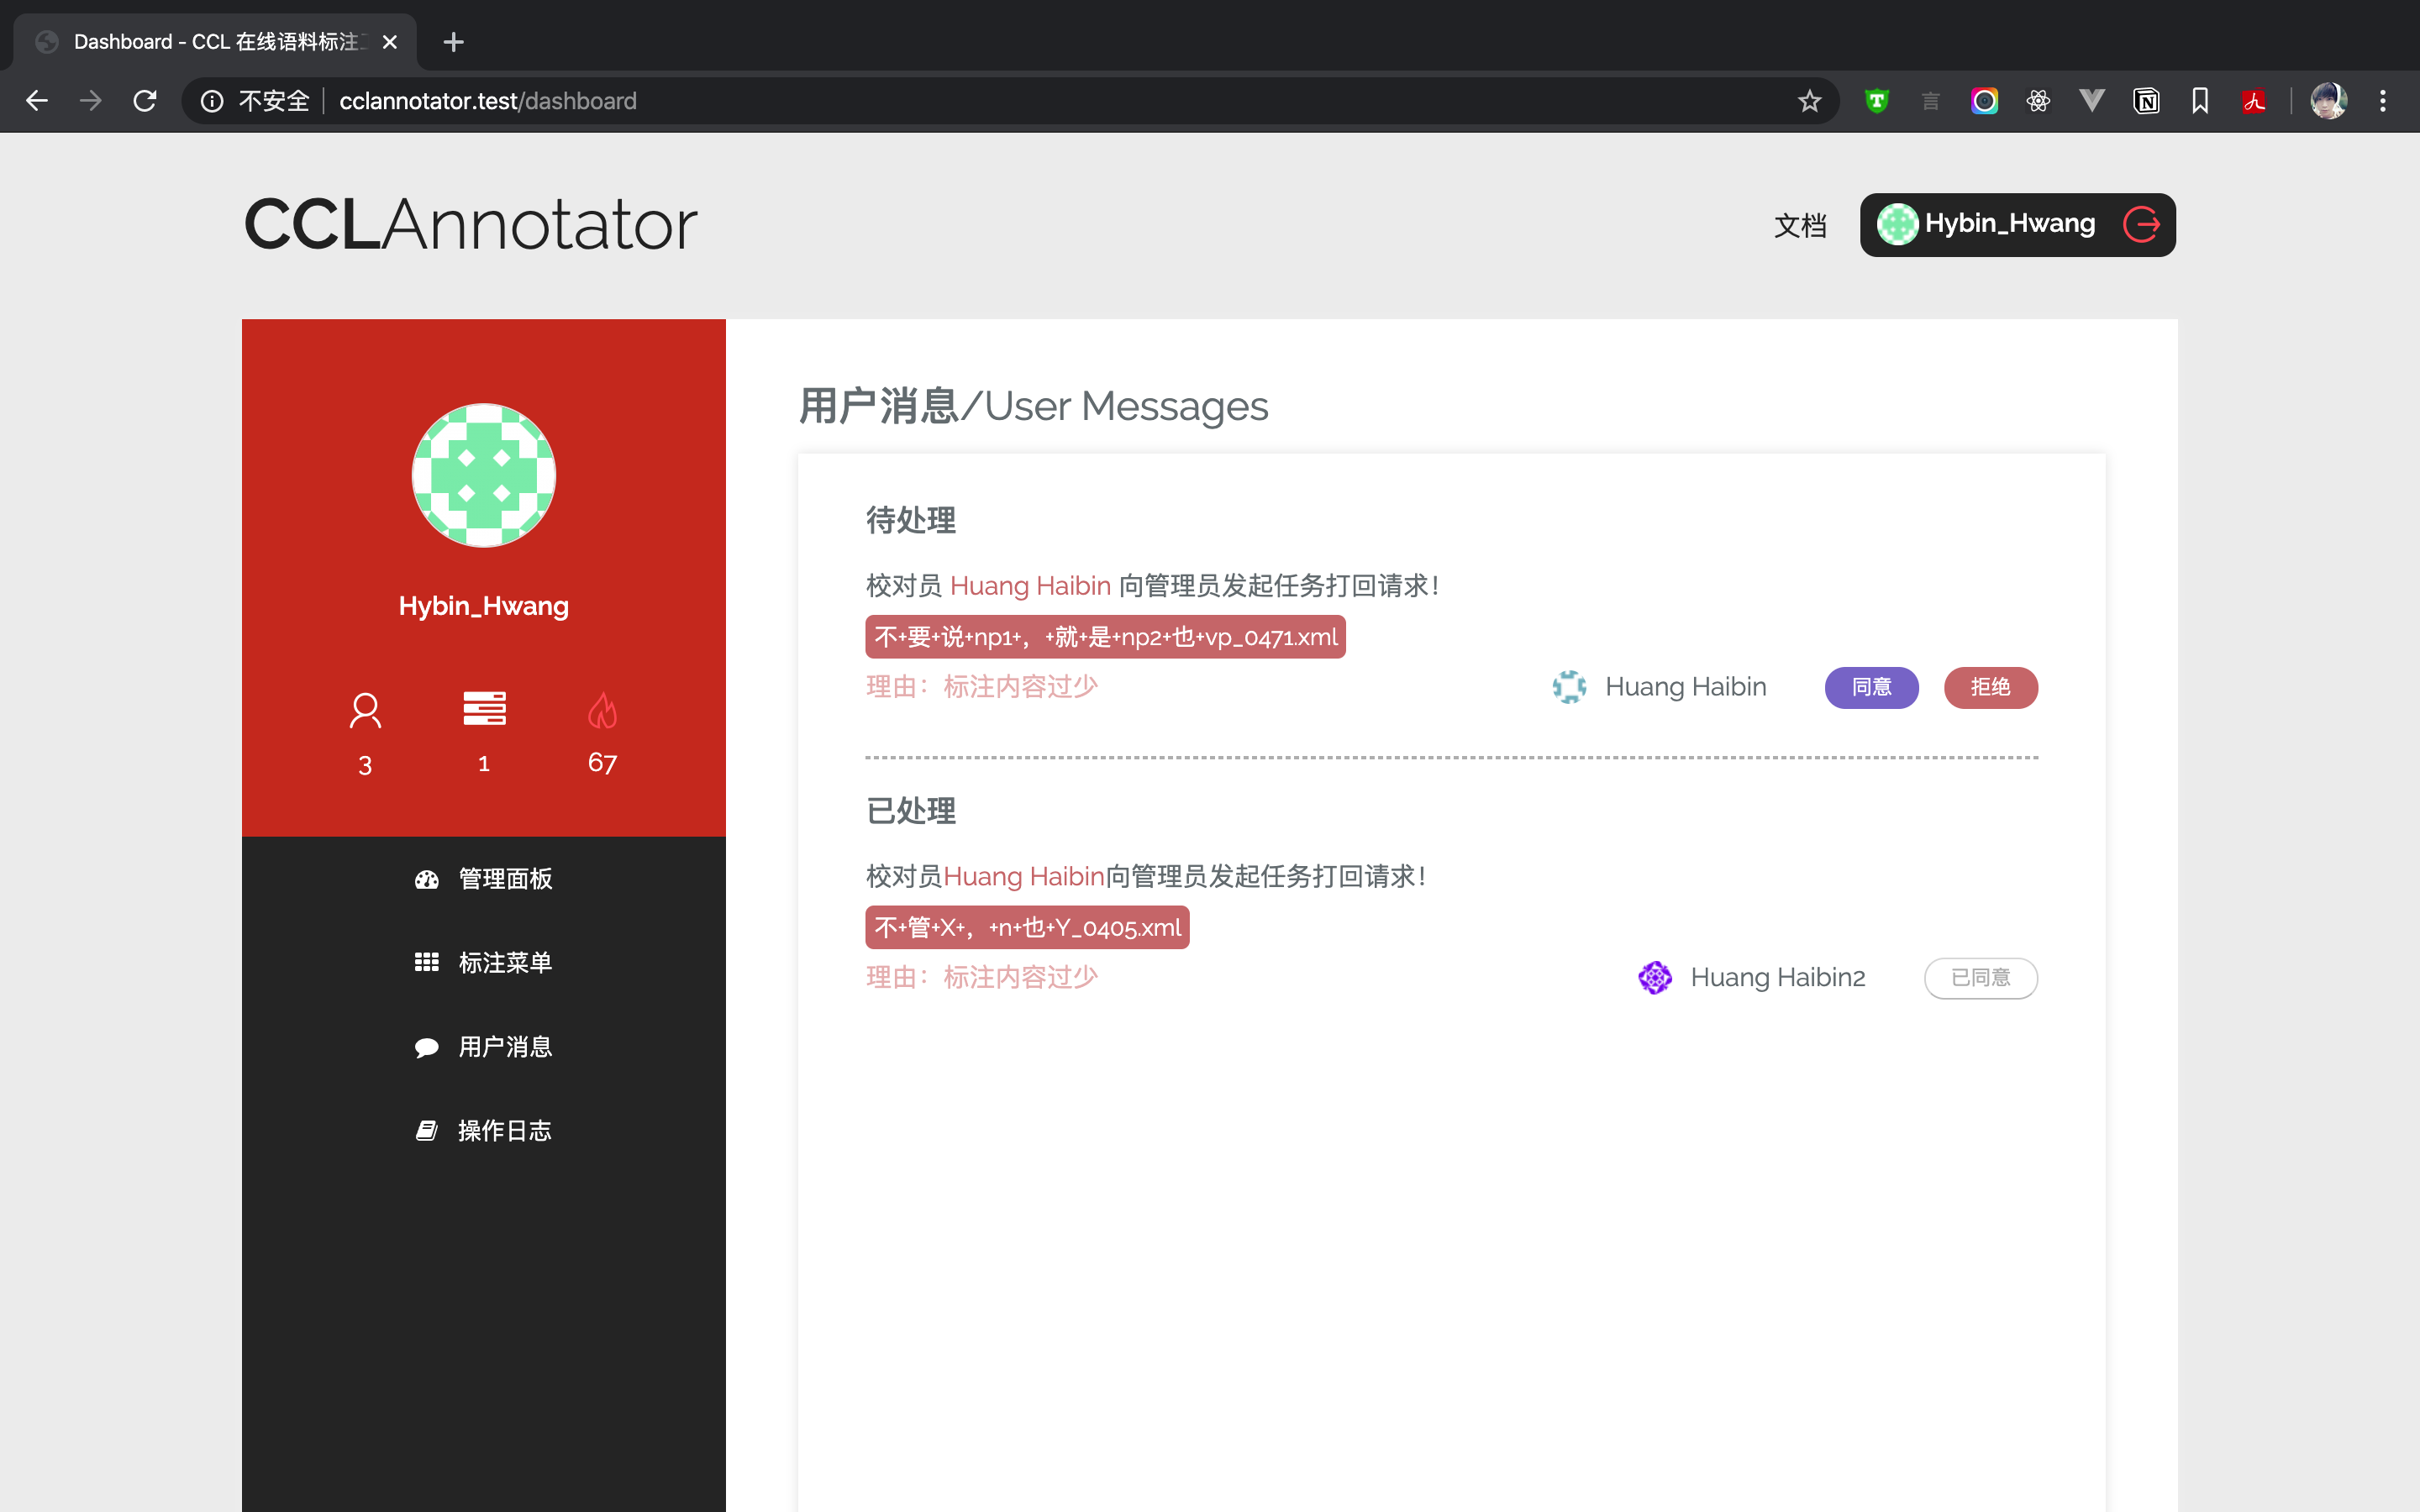 Dashboard - CCL 在线语料标注
不安全 cclannotator.test/dashboard
CCLAnnotator
文档
Hybin_Hwang
Hybin_Hwang
3 1 67
管理面板
标注菜单
用户消息
操作日志
用户消息/User Messages
待处理
校对员 Huang Haibin 向管理员发起任务打回请求！
不+要+说+np1+，+就+是+np2+也+vp_0471.xml
理由：标注内容过少 Huang Haibin 同意 拒绝
已处理
校对员Huang Haibin向管理员发起任务打回请求！
不+管+X+，+n+也+Y_0405.xml
理由：标注内容过少 Huang Haibin2 已同意